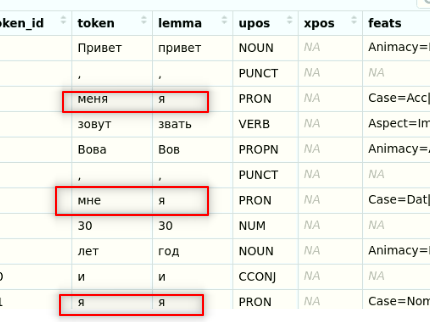 oken_id token lemma upos xpos feats
Привет привет NOUN NA Animacy=
, , PUNCT NA NA
меня я PRON NA Case=Acc|
зовут звать VERB NA Aspect=Im
Вова Вов PROPN NA Animacy=
, , PUNCT NA NA
мне я PRON NA Case=Dat|
30 30 NUM NA NA
лет год NOUN NA Animacy=
0 и и CCONJ NA NA
1 я я PRON NA Case=Nom